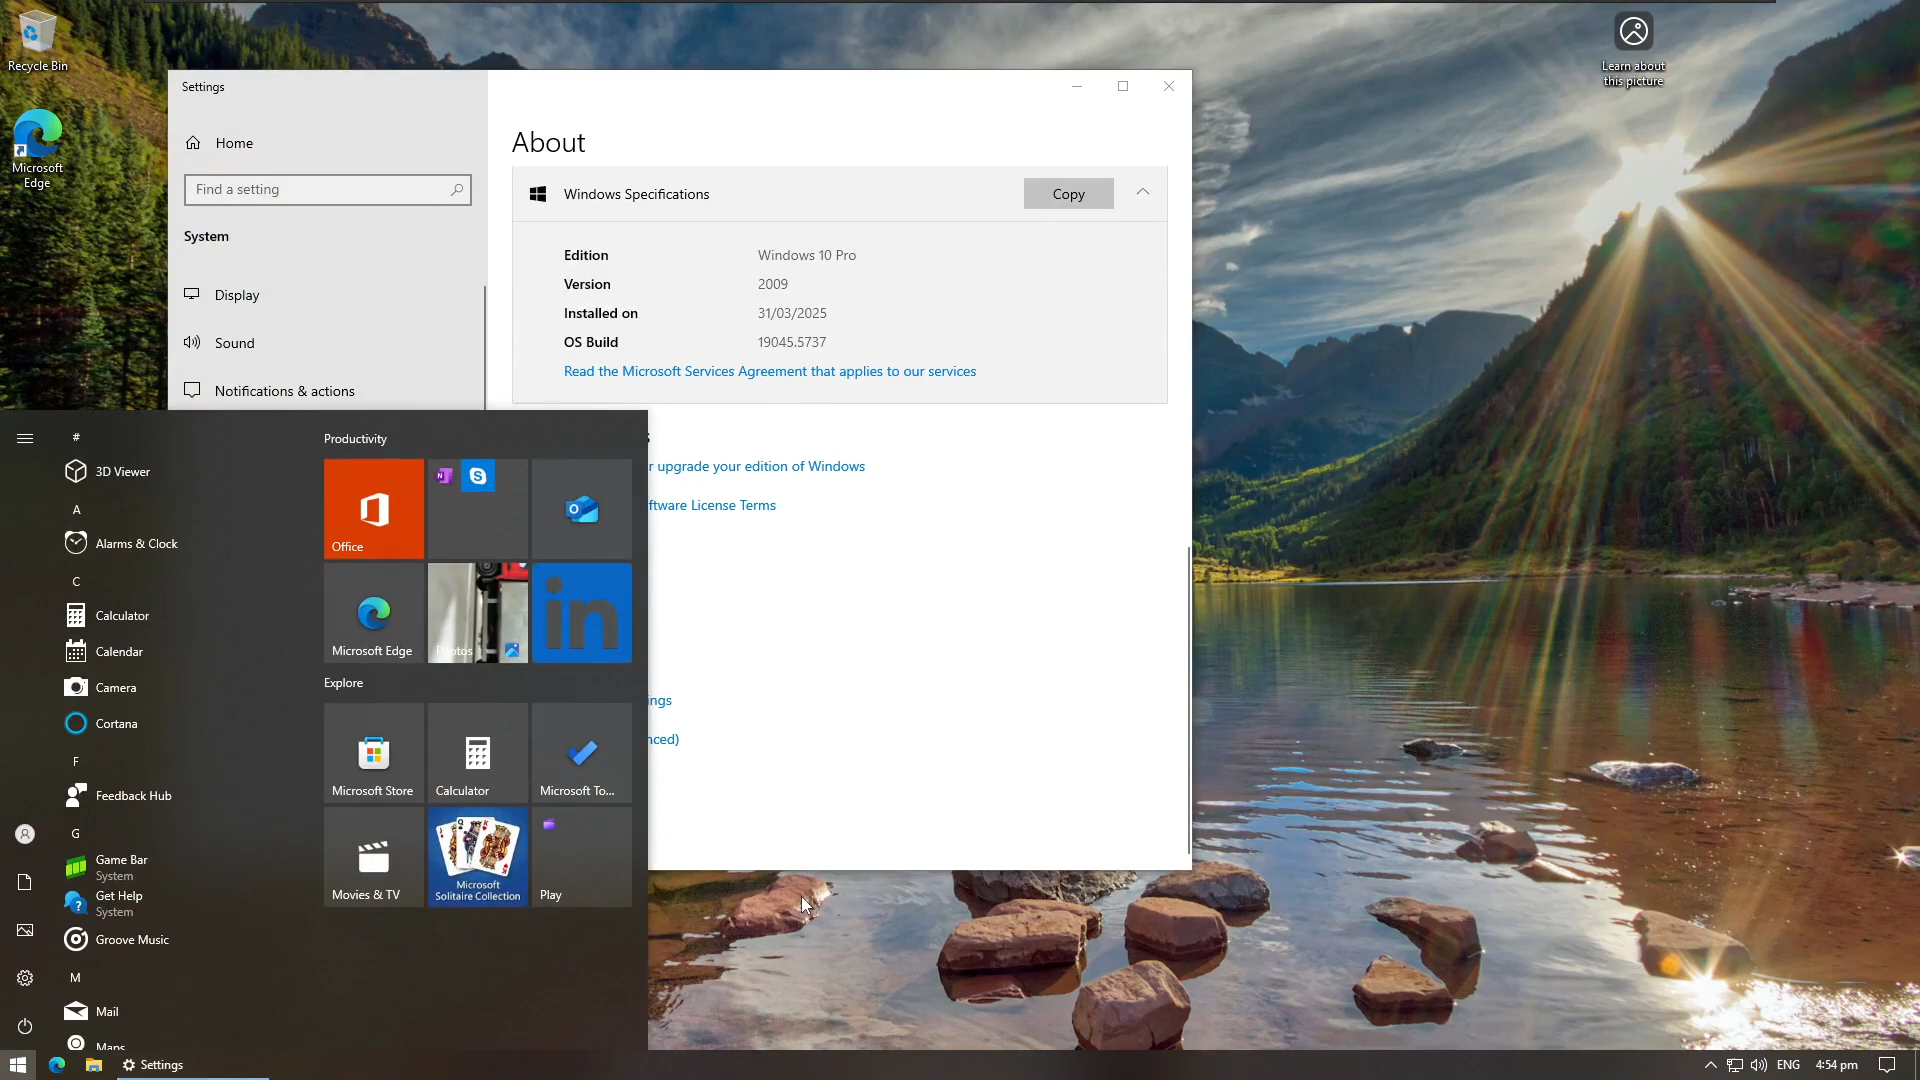 Recycle Bin
Microsoft
Edge
Learn about
this picture
Settings
Home
Find a setting
System
Display
Sound
Notifications & actions
About
Windows Specifications
Copy
Edition Windows 10 Pro
Version 2009
Installed on 31/03/2025
OS Build 19045.5737
Read the Microsoft Services Agreement that applies to our services
upgrade your edition of Windows
License Terms
#
3D Viewer
A
Alarms & Clock
C
Calculator
Calendar
Camera
Cortana
F
Feedback Hub
G
Game Bar
System
Get Help
System
Groove Music
M
Mail
Maps
Productivity
Office
Microsoft Edge
Photos
in
Explore
Microsoft Store
Calculator
Microsoft To...
Movies & TV
Microsoft
Solitaire Collection
Play
Settings
ENG
4:54 pm